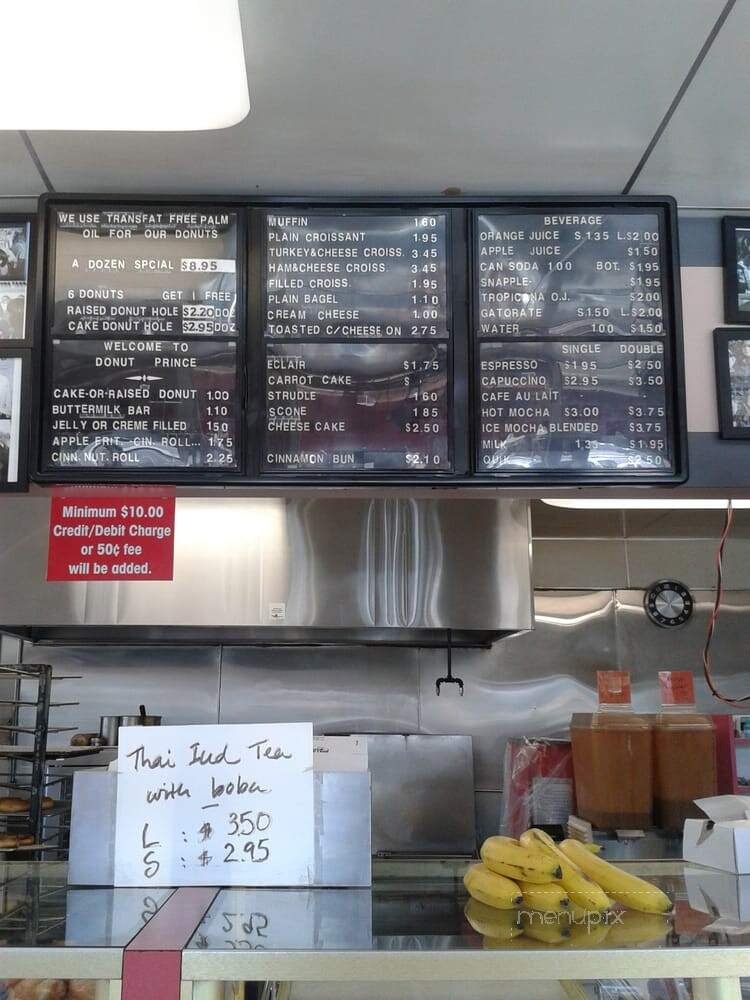 WE USE TRANSFAT FREE PALM
OIL FOR OUR DONUTS
A DOZEN SPCIAL $8.95
6 DONUTS GET 1 FREE
RAISED DONUT HOLE $2.20DOZ
CAKE DONUT HOLE $2.95DOZ
WELCOME TO
DONUT PRINCE
CAKE-OR-RAISED DONUT 1.00
BUTTERMILK BAR 1.10
JELLY OR CREME FILLED 150
APPLE FRIT - CIN. ROLL... 1.75
CINN. NUT. ROLL 2.25
MUFFIN 1.60
PLAIN CROISSANT 1.95
TURKEY&CHEESE CROISS. 3.45
HAM&CHEESE CROISS. 3.45
FILLED CROISS. 1.95
PLAIN BAGEL 1.10
CREAM CHEESE 1.00
TOASTED C/CHEESE ON 2.75
ECLAIR $1.75
CARROT CAKE $
STRUDLE 1.60
SCONE 1.85
CHEESE CAKE $2.50
CINNAMON BUN $2.10
BEVERAGE
ORANGE JUICE S.1.35 L.$2.00
APPLE JUICE $1.50
CAN SODA 1.00 BOT. $1.95
SNAPPLE $1.95
TROPICANA O.J. $2.00
GATORATE $1.50 L.$2.00
WATER 1.00 $1.50
SINGLE DOUBLE
ESPRESSO $1.95 $2.50
CAPUCCINO $2.95 $3.50
CAFE AU LAIT
HOT MOCHA $3.00 $3.75
ICE MOCHA BLENDED $3.75
MILK 1.35 $1.95
QUIK $2.50
Minimum $10.00
Credit/Debit Charge
or 50¢ fee
will be added.
Thai Iced Tea
with boba
L : $ 3.50
S : $ 2.95
menupix